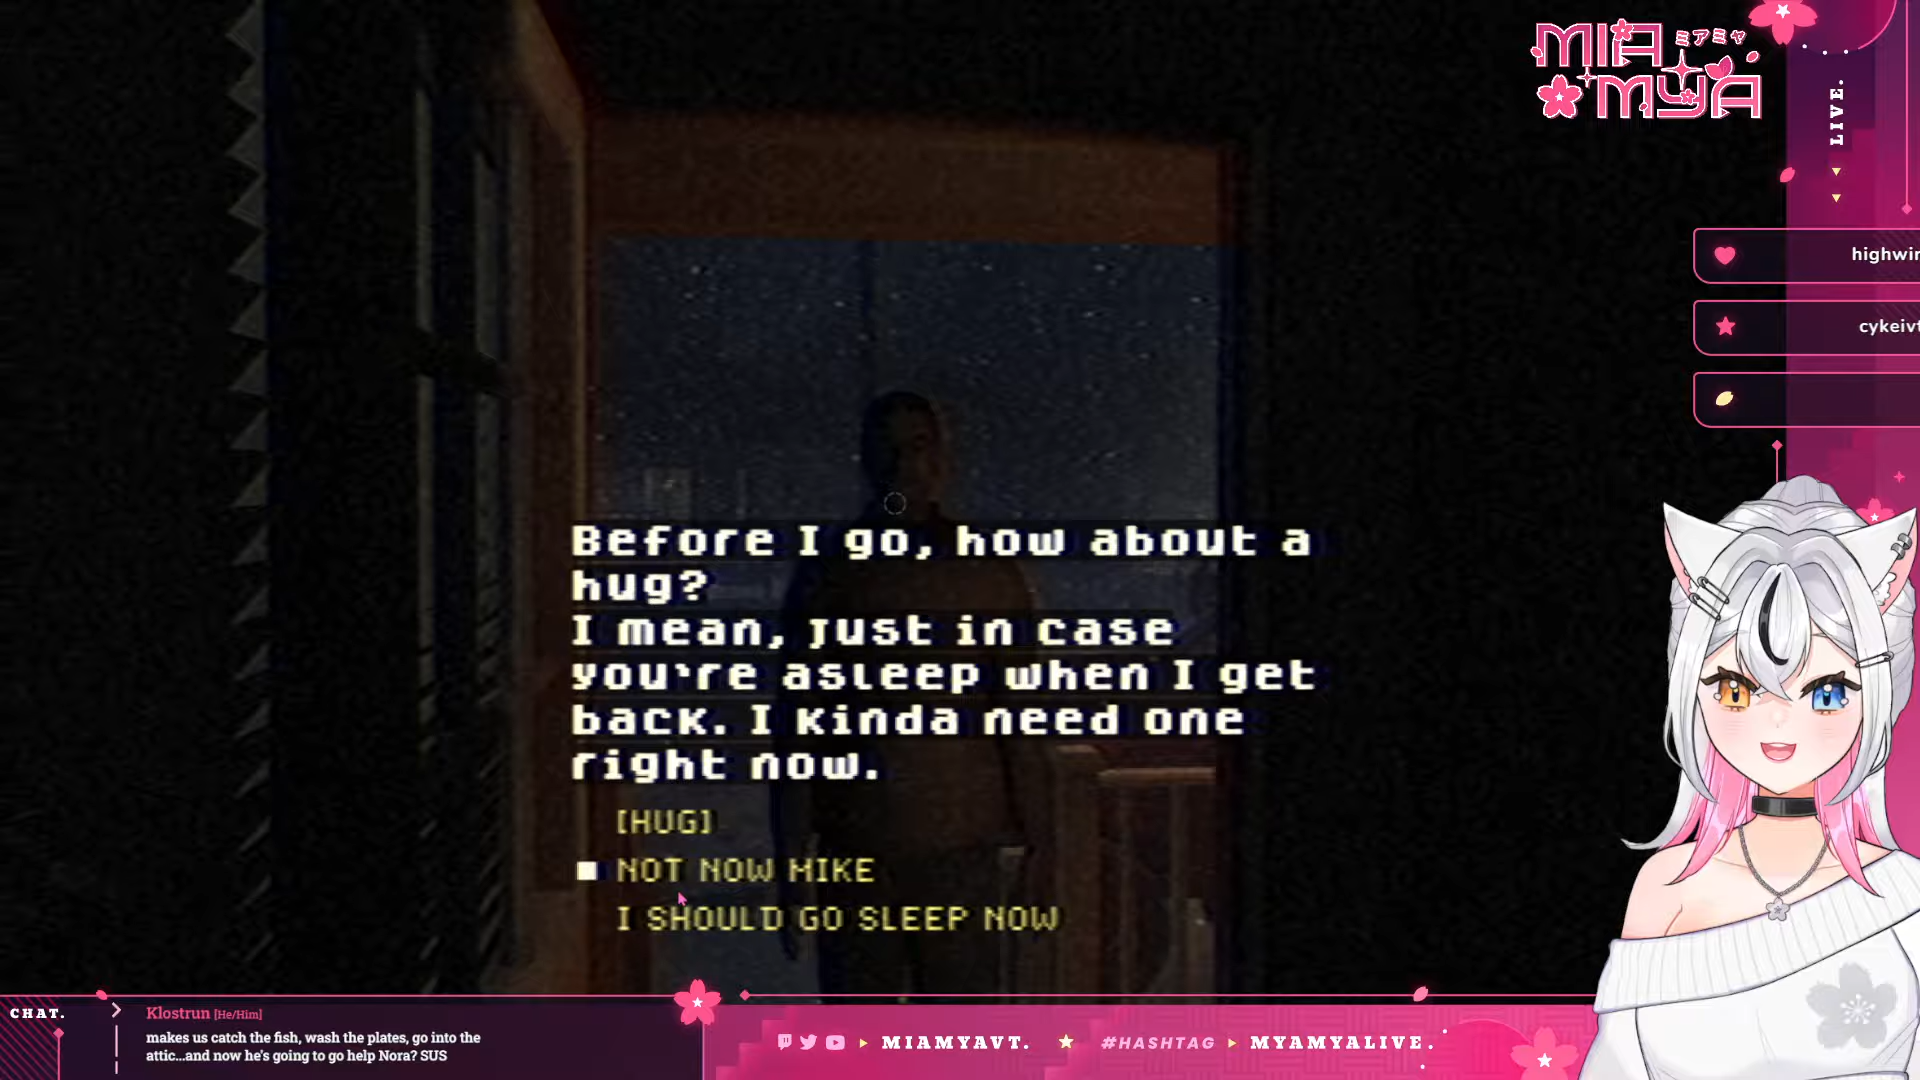 MIA ミアミャ
MYA
LIVE.
highwin
cykeivt
Before I go, how about a
hug?
I mean, just in case
you're asleep when I get
back. I kinda need one
right now.
[HUG]
NOT NOW MIKE
I SHOULD GO SLEEP NOW
CHAT.
Klostrun [He/Him]
makes us catch the fish, wash the plates, go into the
attic...and now he's going to go help Nora? SUS
MIAMYAVT. #HASHTAG MYAMYALIVE.